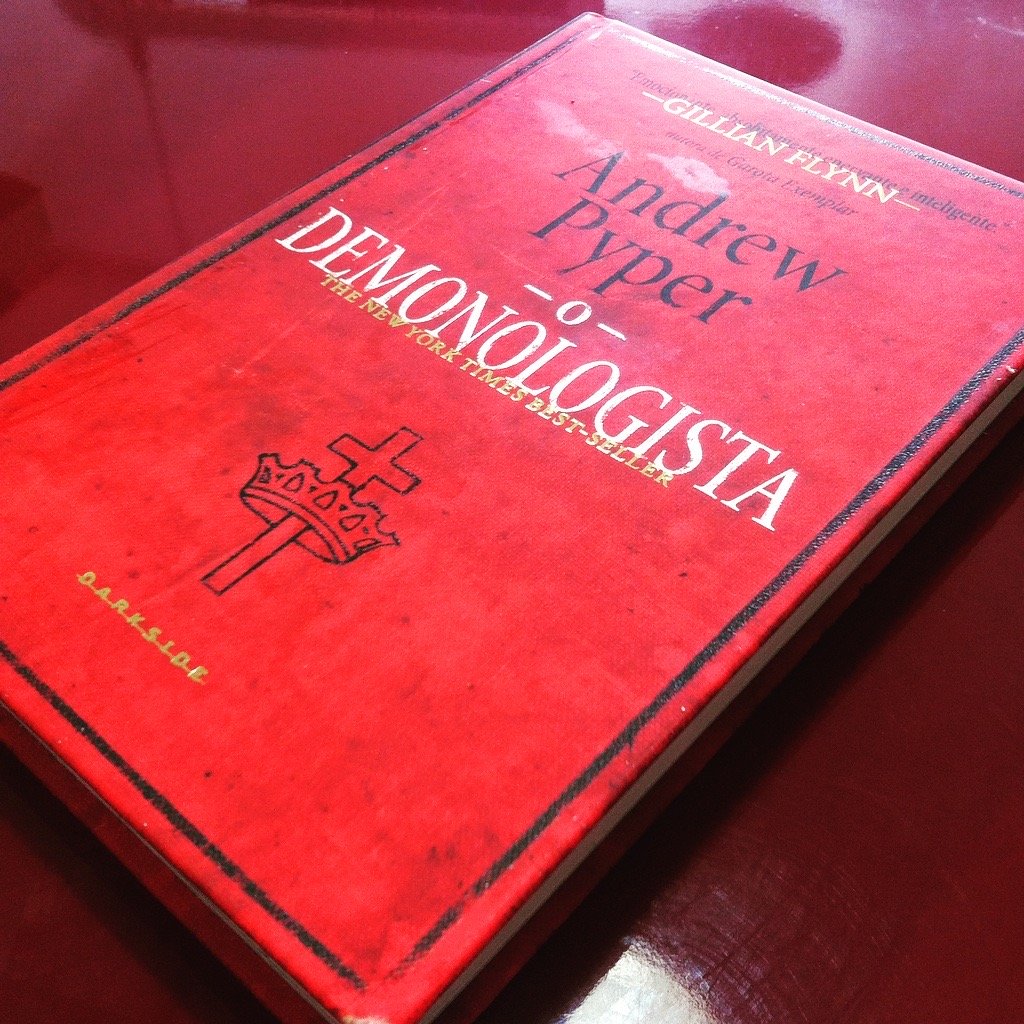 inteligente."
—GILLIAN FLYNN—
autora de Garota Exemplar
Andrew
Pyper
— O —
DEMONOLOGISTA
THE NEW YORK TIMES BEST-SELLER
DARKSIDE